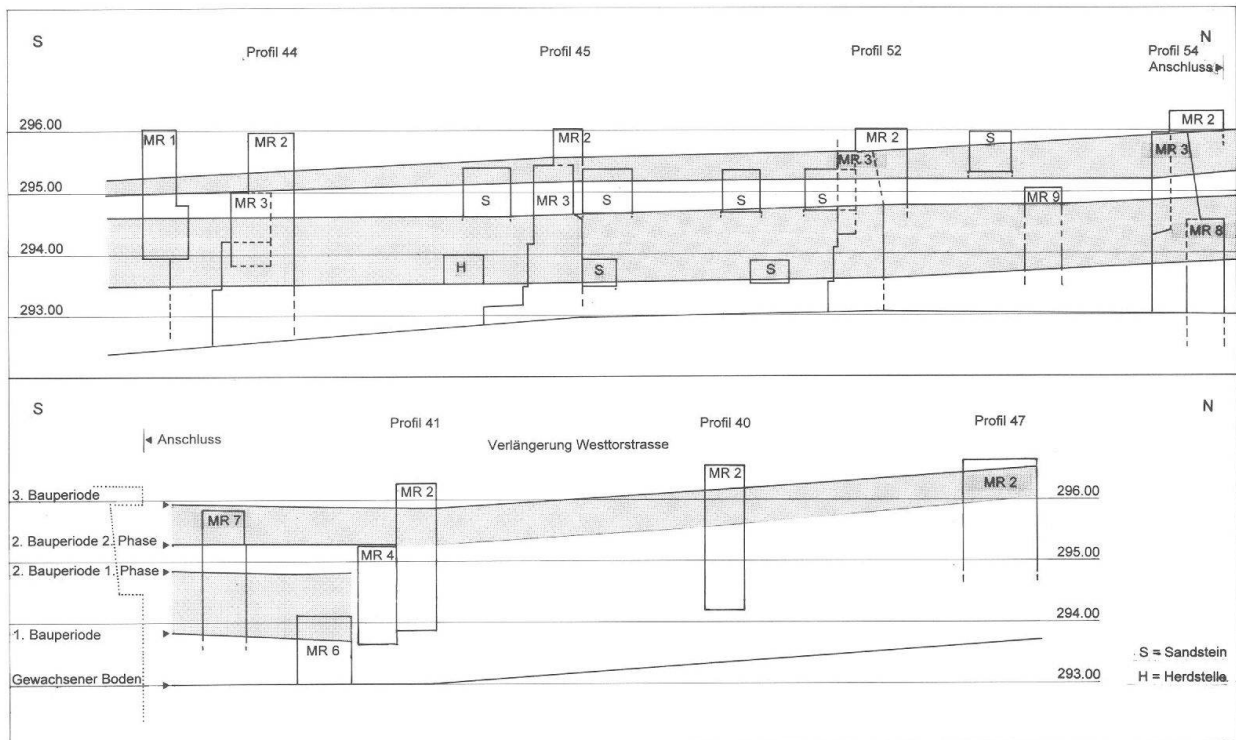 S N
Profil 44 Profil 45 Profil 52 Profil 54
Anschluss
296.00
MR 1 MR 2 MR 2 MR 2 S MR 2
MR 3 MR 3
295.00
MR 3 S MR 3 S S S MR 9
294.00
MR 8
H S S
293.00
S N
Profil 41 Profil 40 Profil 47
Anschluss Verlängerung Westtorstrasse
3. Bauperiode MR 2 MR 2 MR 2 296.00
MR 7
2. Bauperiode 2. Phase MR 4 295.00
2. Bauperiode 1. Phase
294.00
1. Bauperiode
MR 6 S = Sandstein
Gewachsener Boden 293.00 H = Herdstelle